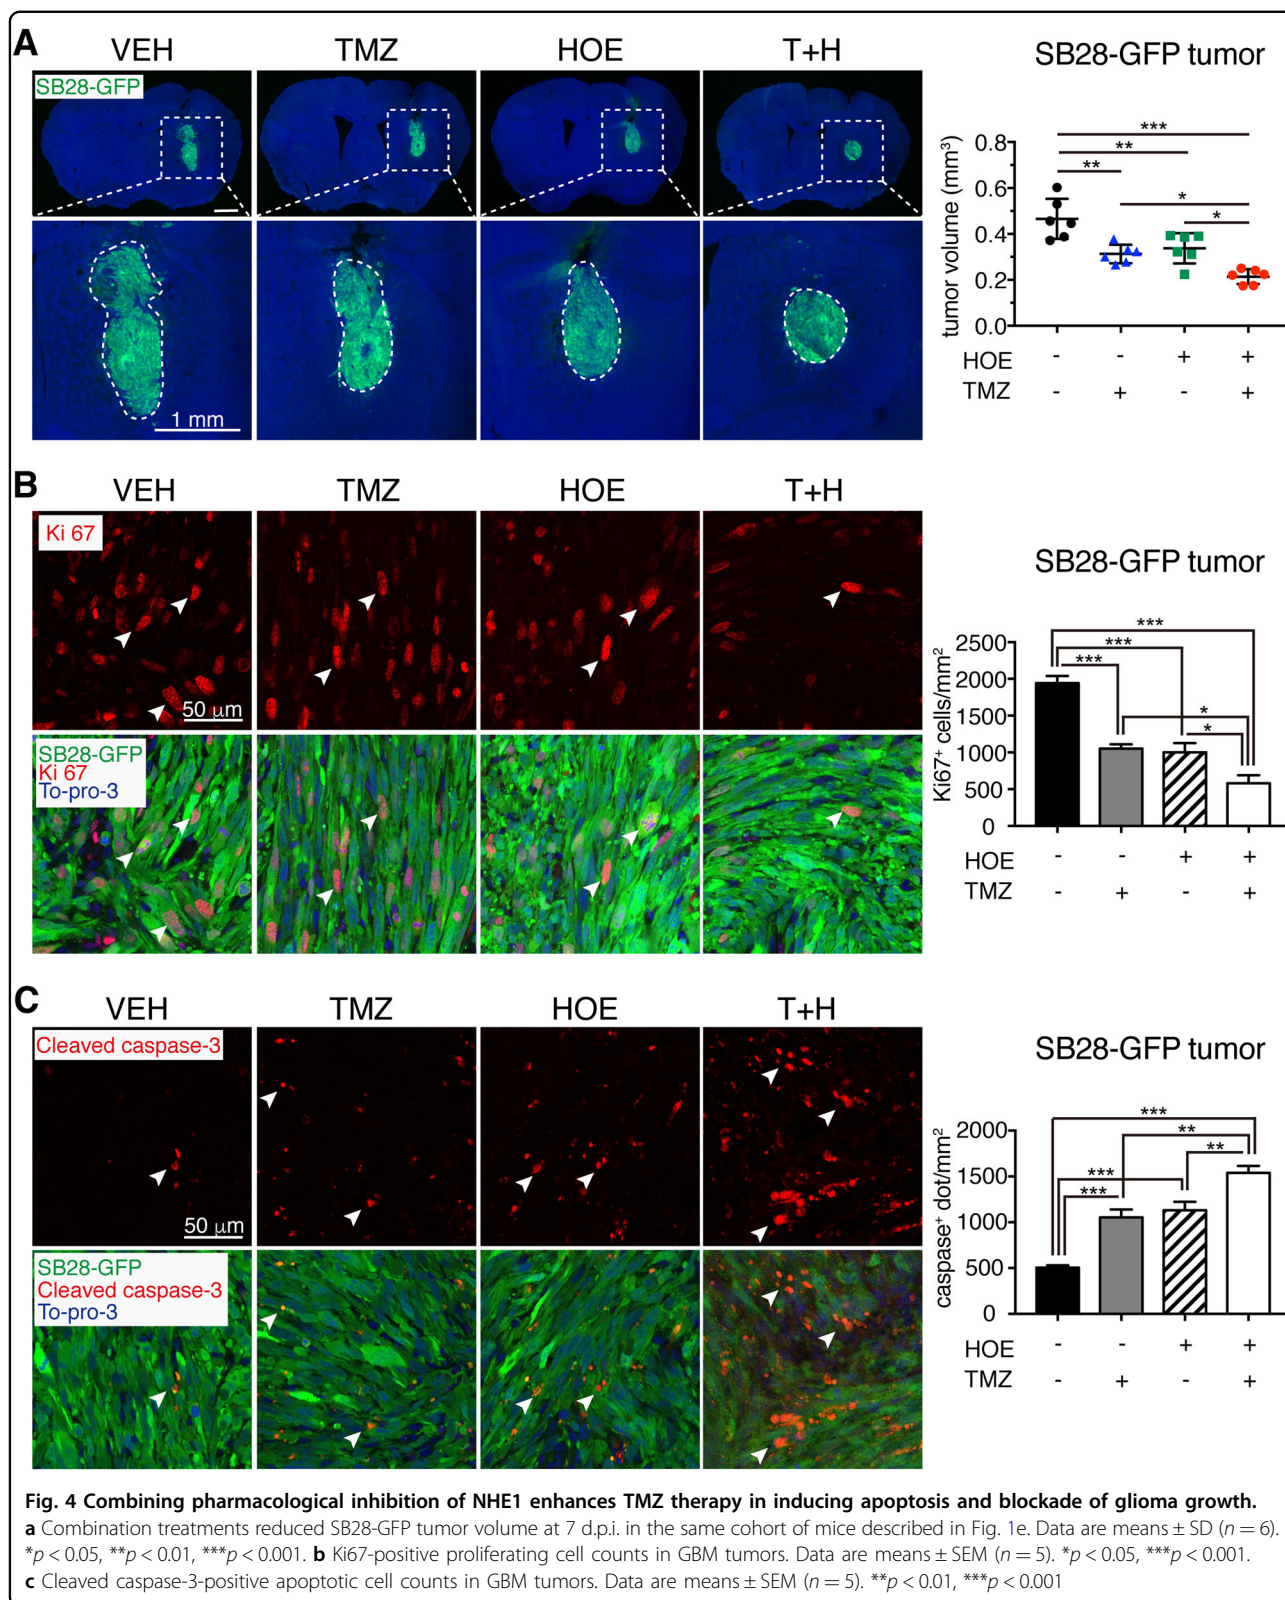 A
VEH TMZ HOE T+H
SB28-GFP
1 mm
SB28-GFP tumor
tumor volume (mm³)
0.8
0.6
0.4
0.2
0.0
***
**
**
*
*
HOE - - + +
TMZ - + - +
B
VEH TMZ HOE T+H
Ki 67
50 μm
SB28-GFP
Ki 67
To-pro-3
SB28-GFP tumor
Ki67⁺ cells/mm²
2500
2000
1500
1000
500
0
***
***
***
*
*
HOE - - + +
TMZ - + - +
C
VEH TMZ HOE T+H
Cleaved caspase-3
50 μm
SB28-GFP
Cleaved caspase-3
To-pro-3
SB28-GFP tumor
caspase⁺ dot/mm²
2000
1500
1000
500
0
***
**
**
***
***
HOE - - + +
TMZ - + - +
Fig. 4 Combining pharmacological inhibition of NHE1 enhances TMZ therapy in inducing apoptosis and blockade of glioma growth.
a Combination treatments reduced SB28-GFP tumor volume at 7 d.p.i. in the same cohort of mice described in Fig. 1e. Data are means ± SD (n = 6).
*p < 0.05, **p < 0.01, ***p < 0.001. b Ki67-positive proliferating cell counts in GBM tumors. Data are means ± SEM (n = 5). *p < 0.05, ***p < 0.001.
c Cleaved caspase-3-positive apoptotic cell counts in GBM tumors. Data are means ± SEM (n = 5). **p < 0.01, ***p < 0.001